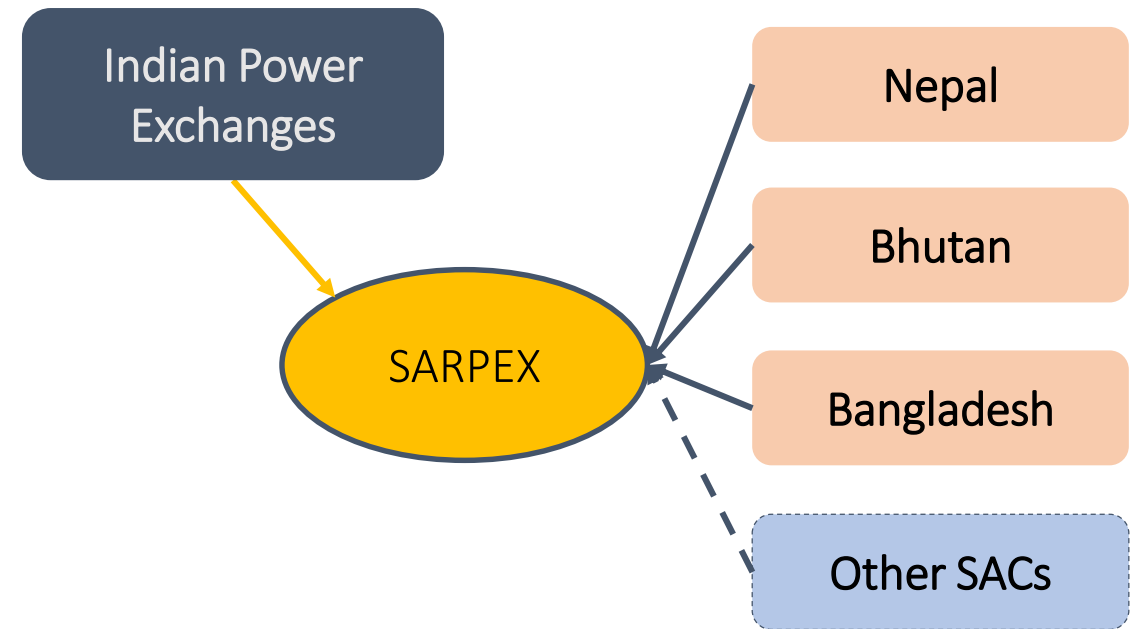 Indian Power
Exchanges
Nepal
Bhutan
SARPEX
Bangladesh
Other SACs